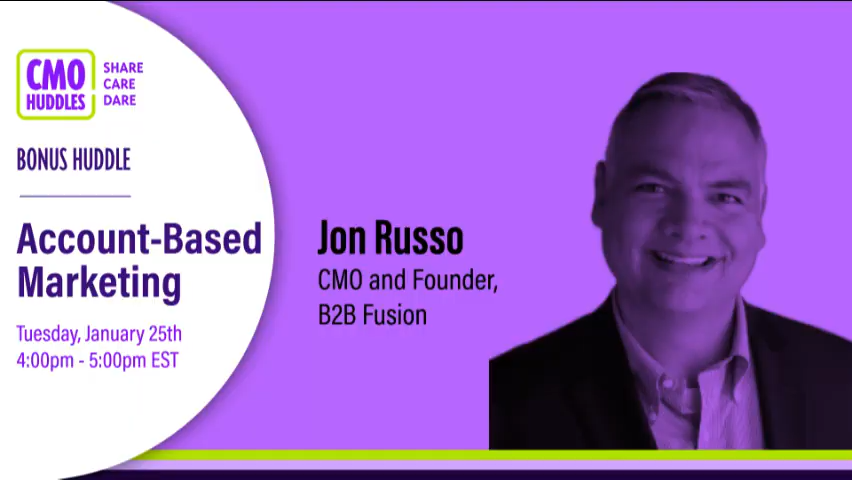 CMO
HUDDLES
SHARE
CARE
DARE
BONUS HUDDLE
Account-Based
Marketing
Tuesday, January 25th
4:00pm - 5:00pm EST
Jon Russo
CMO and Founder,
B2B Fusion